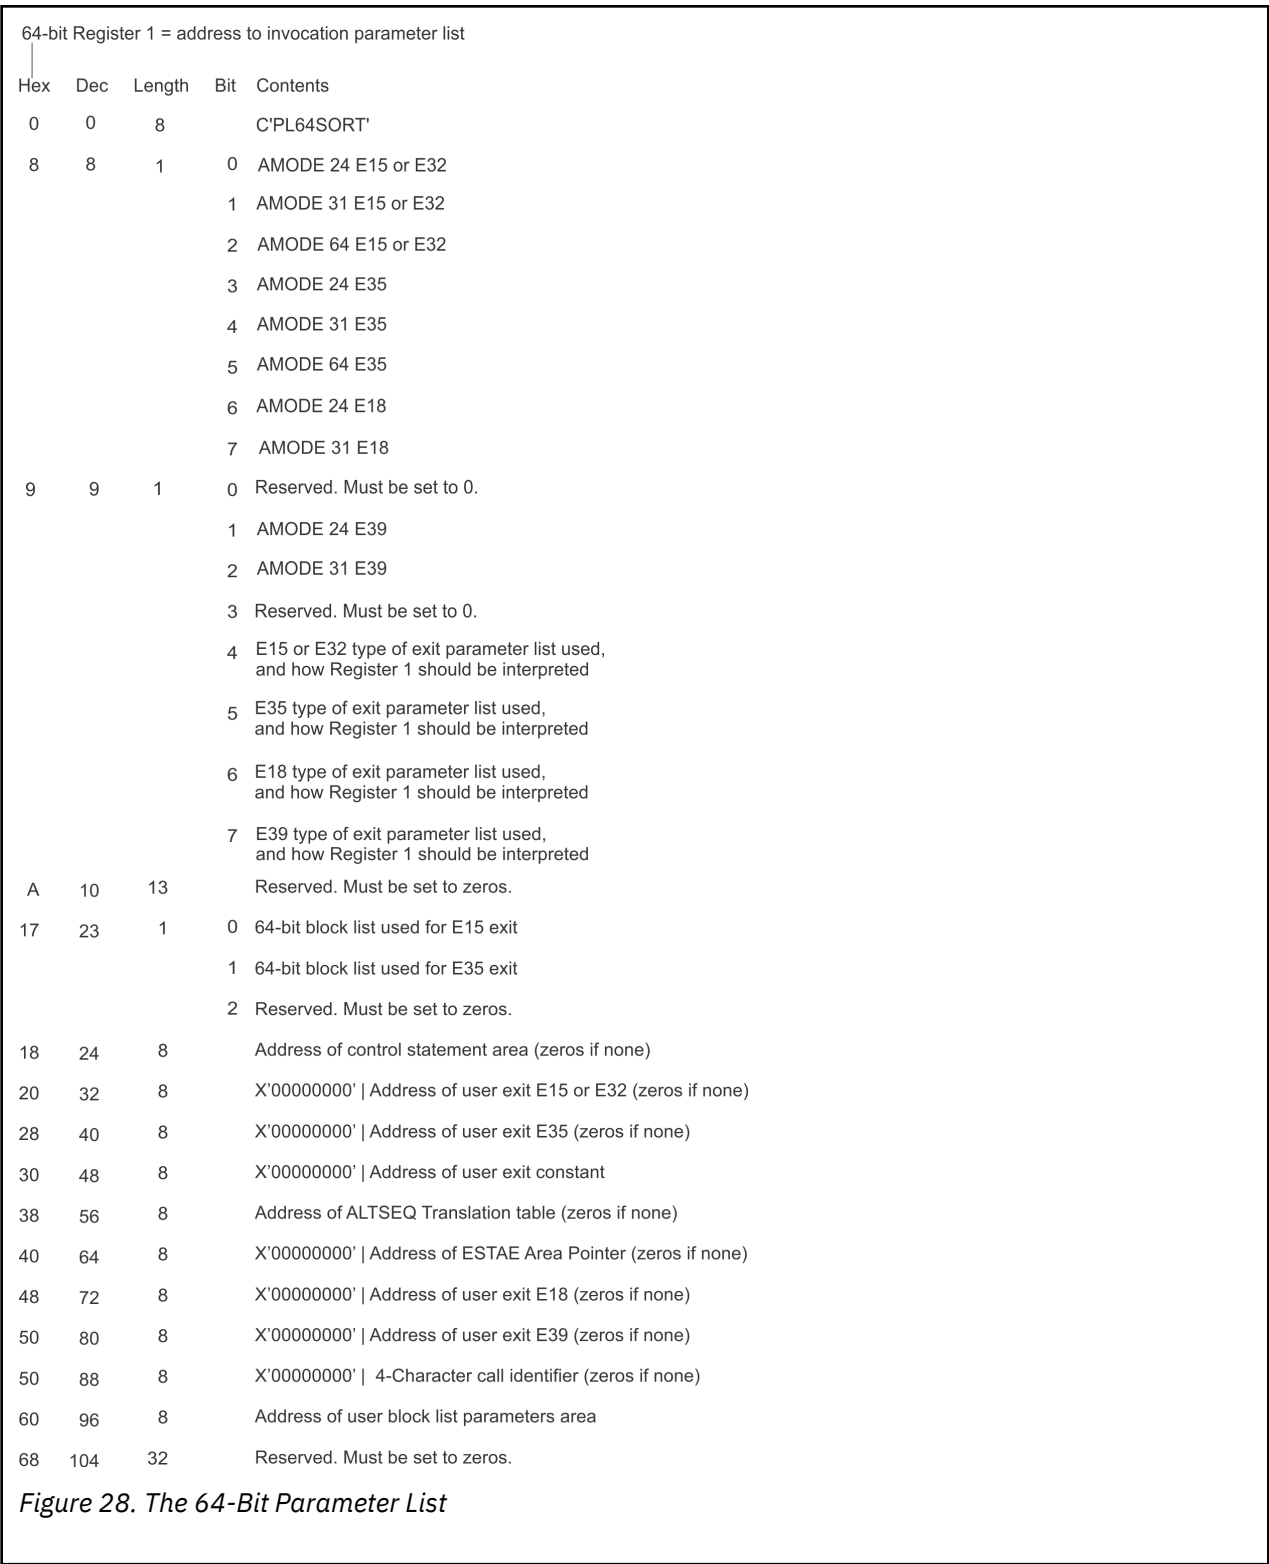 64-bit Register 1 = address to invocation parameter list
Hex Dec Length Bit Contents
0 0 8 C'PL64SORT'
8 8 1 0 AMODE 24 E15 or E32
1 AMODE 31 E15 or E32
2 AMODE 64 E15 or E32
3 AMODE 24 E35
4 AMODE 31 E35
5 AMODE 64 E35
6 AMODE 24 E18
7 AMODE 31 E18
9 9 1 0 Reserved. Must be set to 0.
1 AMODE 24 E39
2 AMODE 31 E39
3 Reserved. Must be set to 0.
4 E15 or E32 type of exit parameter list used,
and how Register 1 should be interpreted
5 E35 type of exit parameter list used,
and how Register 1 should be interpreted
6 E18 type of exit parameter list used,
and how Register 1 should be interpreted
7 E39 type of exit parameter list used,
and how Register 1 should be interpreted
A 10 13 Reserved. Must be set to zeros.
17 23 1 0 64-bit block list used for E15 exit
1 64-bit block list used for E35 exit
2 Reserved. Must be set to zeros.
18 24 8 Address of control statement area (zeros if none)
20 32 8 X’00000000’ | Address of user exit E15 or E32 (zeros if none)
28 40 8 X’00000000’ | Address of user exit E35 (zeros if none)
30 48 8 X’00000000’ | Address of user exit constant
38 56 8 Address of ALTSEQ Translation table (zeros if none)
40 64 8 X’00000000’ | Address of ESTAE Area Pointer (zeros if none)
48 72 8 X’00000000’ | Address of user exit E18 (zeros if none)
50 80 8 X’00000000’ | Address of user exit E39 (zeros if none)
50 88 8 X’00000000’ | 4-Character call identifier (zeros if none)
60 96 8 Address of user block list parameters area
68 104 32 Reserved. Must be set to zeros.
Figure 28. The 64-Bit Parameter List